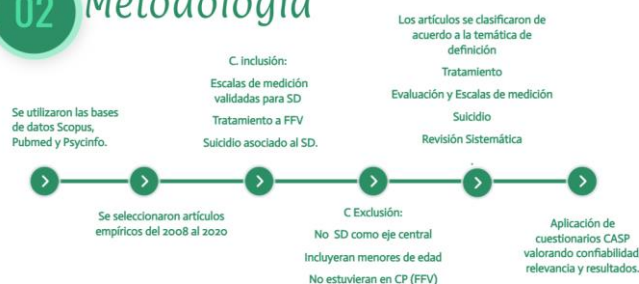 02 Metodología
Se utilizaron las bases
de datos Scopus,
Pubmed y Psycinfo.
Se seleccionaron artículos
empíricos del 2008 al 2020
C. inclusión:
Escalas de medición
validadas para SD
Tratamiento a FFV
Suicidio asociado al SD.
C Exclusión:
No SD como eje central
Incluyeran menores de edad
No estuvieran en CP (FFV)
Los artículos se clasificaron de
acuerdo a la temática de
definición
Tratamiento
Evaluación y Escalas de medición
Suicidio
Revisión Sistemática
.
Aplicación de
cuestionarios CASP
valorando confiabilidad
relevancia y resultados.